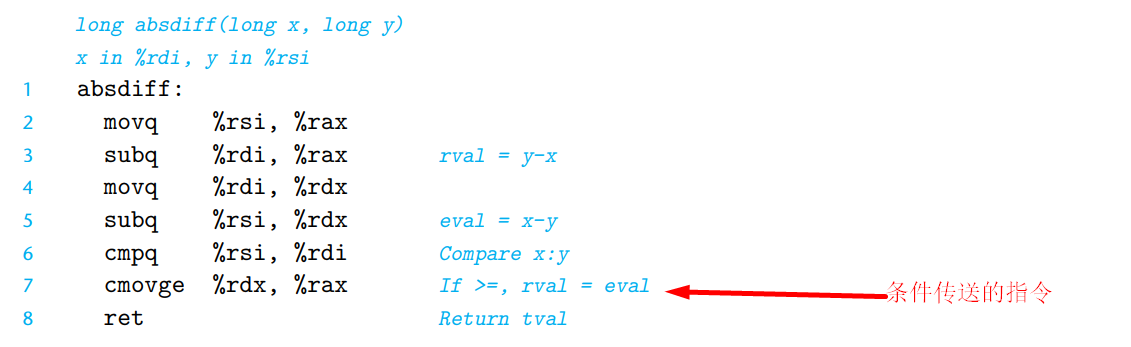 long absdiff(long x, long y)
x in %rdi, y in %rsi
1 absdiff:
2 movq %rsi, %rax
3 subq %rdi, %rax rval = y-x
4 movq %rdi, %rdx
5 subq %rsi, %rdx eval = x-y
6 cmpq %rsi, %rdi Compare x:y
7 cmovge %rdx, %rax If >=, rval = eval 条件传送的指令
8 ret Return tval